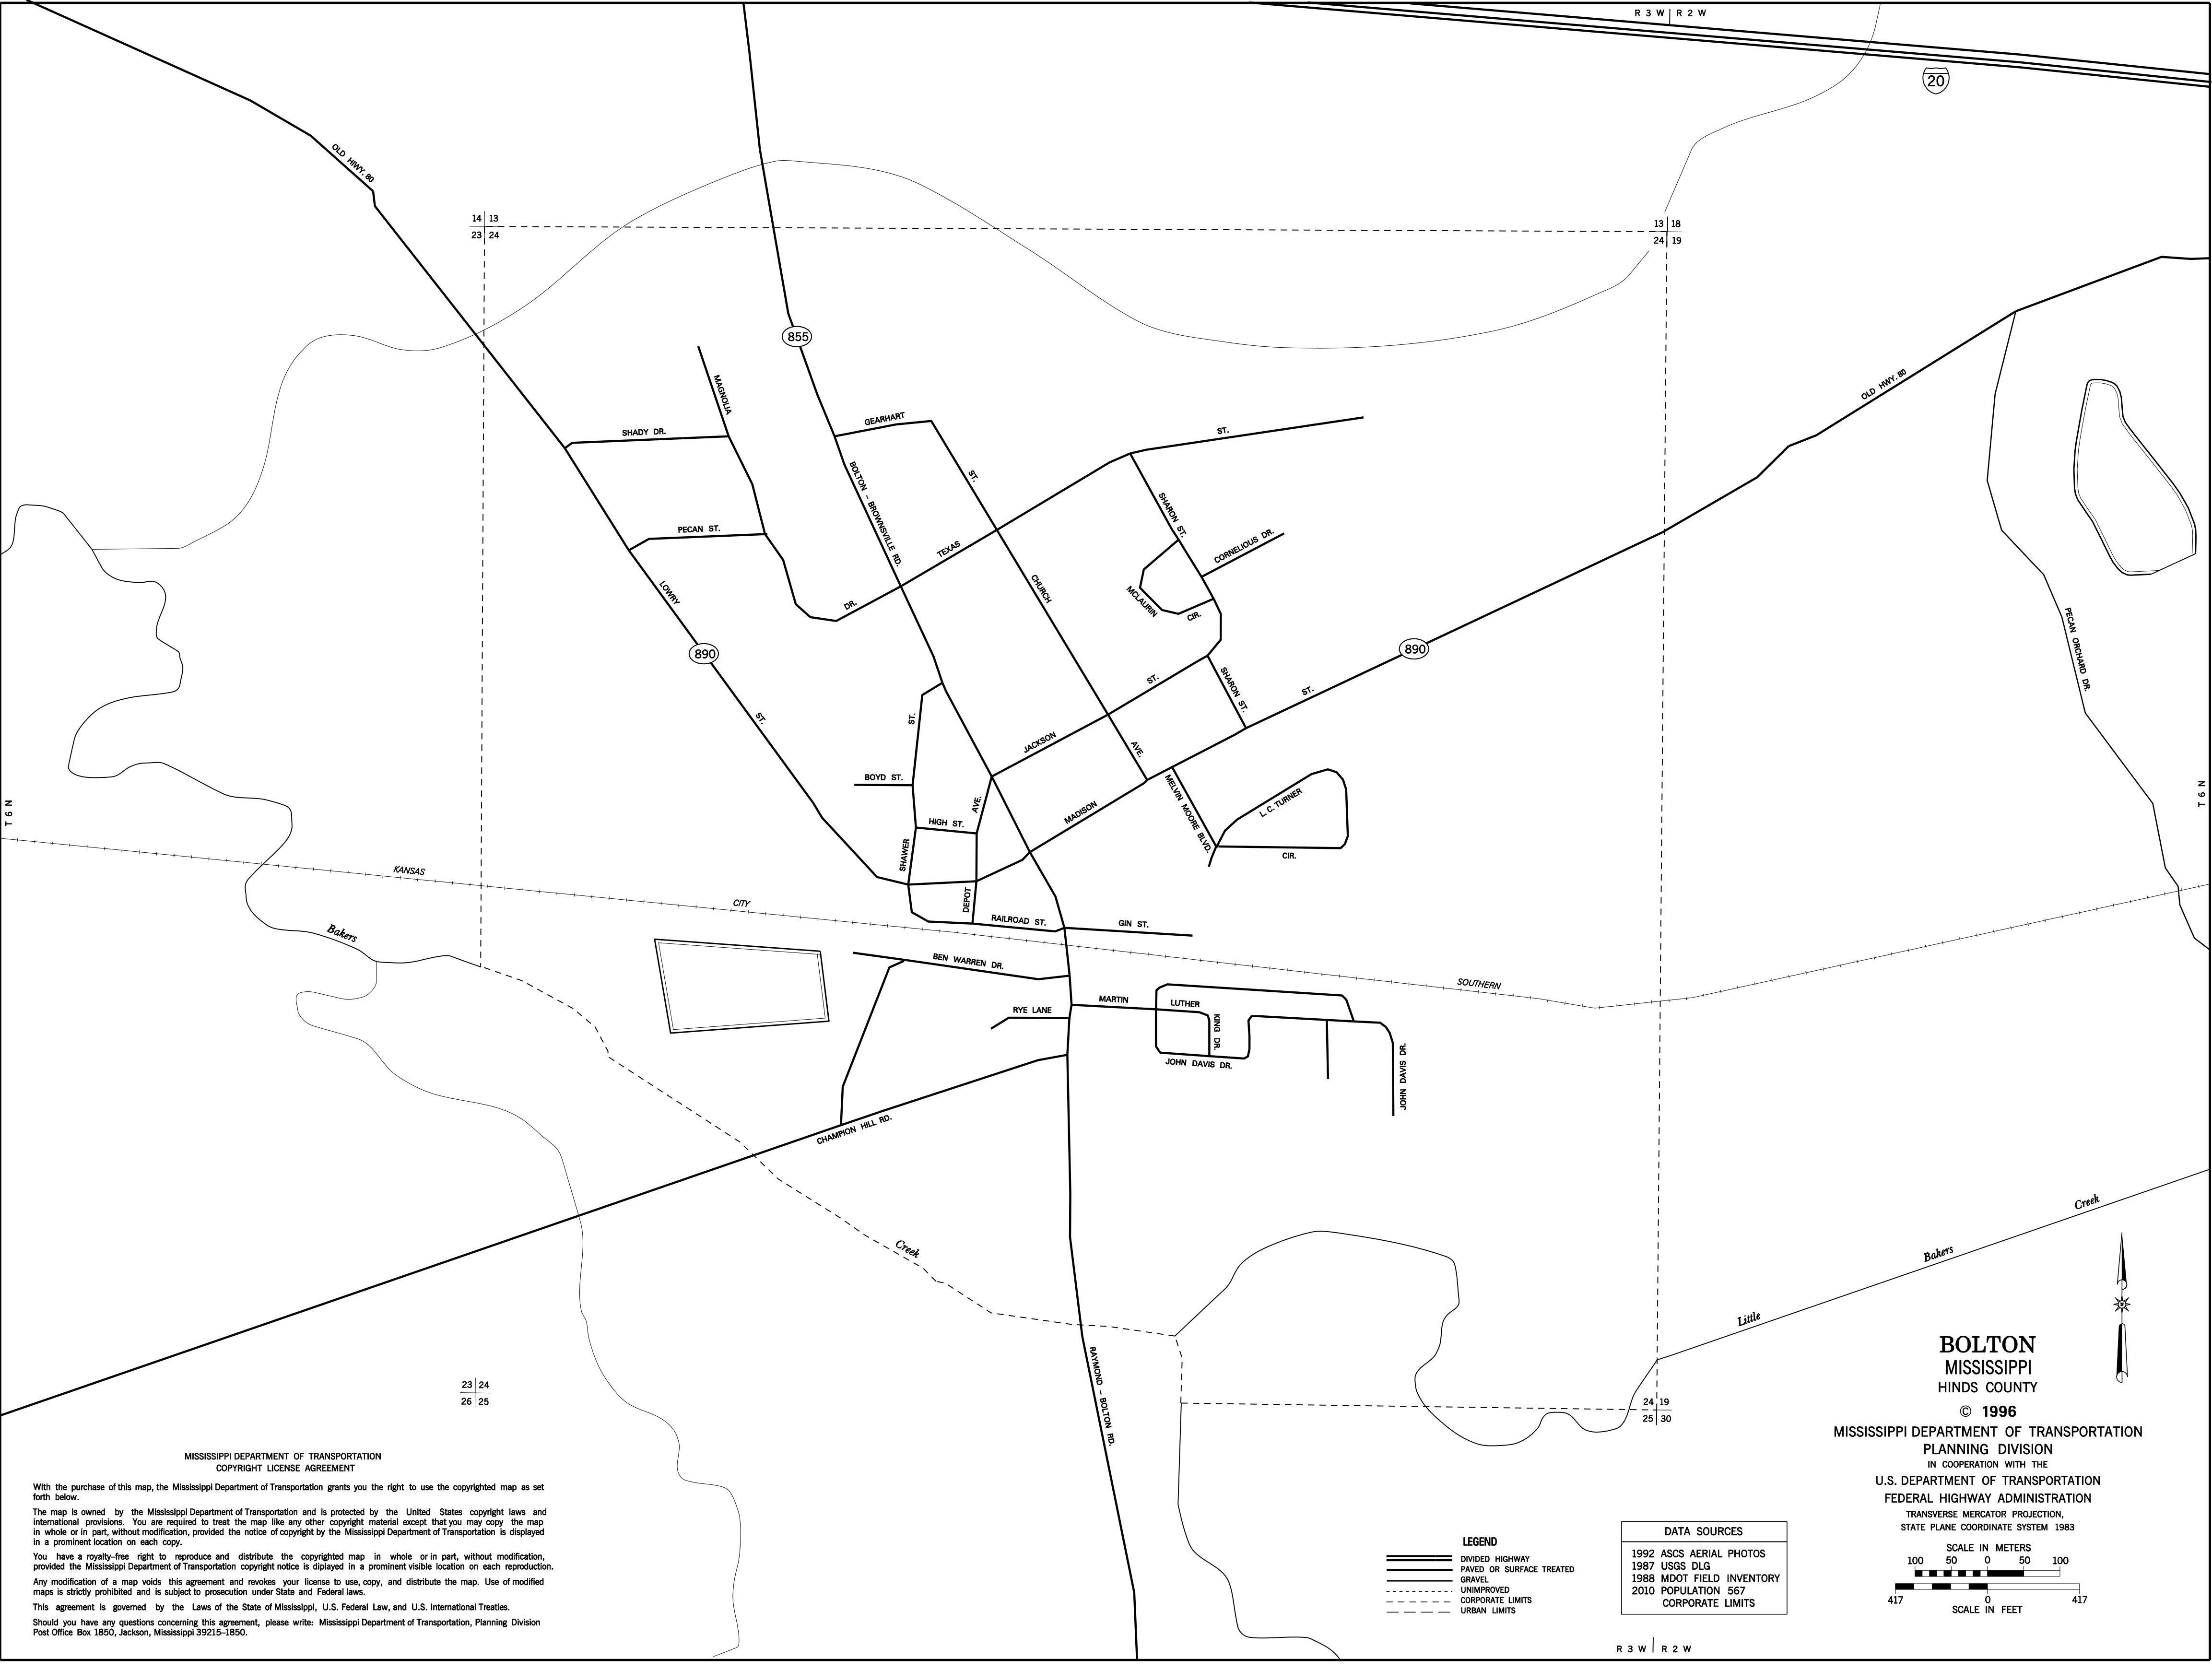 R 3 W R 2 W
20
OLD HIWY. 80
14 13
23 24
13 18
24 19
855
MAGNOLIA
SHADY DR.
GEARHART
ST.
ST.
OLD HWY. 80
BOLTON - BROWNSVILLE RD.
SHARON ST.
PECAN ST.
TEXAS
CORNELIOUS DR.
LOWRY
CHURCH
MCLAURIN
CIR.
DR.
890
890
PECAN ORCHARD DR.
ST.
ST.
ST.
SHARON ST.
ST.
JACKSON
AVE.
BOYD ST.
AVE.
MADISON
MELVIN MOORE BLVD.
L. C. TURNER
CIR.
HIGH ST.
SHAWER
T 6 N
T 6 N
KANSAS
CITY
DEPOT
RAILROAD ST.
GIN ST.
Bakers
BEN WARREN DR.
SOUTHERN
RYE LANE
MARTIN
LUTHER
KING DR.
JOHN DAVIS DR.
JOHN DAVIS DR.
CHAMPION HILL RD.
Creek
Creek
Bakers
Little
RAYMOND - BOLTON RD.
23 24
26 25
24 19
25 30
BOLTON
MISSISSIPPI
HINDS COUNTY
© 1996
MISSISSIPPI DEPARTMENT OF TRANSPORTATION
PLANNING DIVISION
IN COOPERATION WITH THE
U.S. DEPARTMENT OF TRANSPORTATION
FEDERAL HIGHWAY ADMINISTRATION
TRANSVERSE MERCATOR PROJECTION,
STATE PLANE COORDINATE SYSTEM 1983
SCALE IN METERS
100 50 0 50 100
417 0 417
SCALE IN FEET
MISSISSIPPI DEPARTMENT OF TRANSPORTATION
COPYRIGHT LICENSE AGREEMENT
With the purchase of this map, the Mississippi Department of Transportation grants you the right to use the copyrighted map as set
forth below.
The map is owned by the Mississippi Department of Transportation and is protected by the United States copyright laws and
international provisions. You are required to treat the map like any other copyright material except that you may copy the map
in whole or in part, without modification, provided the notice of copyright by the Mississippi Department of Transportation is displayed
in a prominent location on each copy.
You have a royalty-free right to reproduce and distribute the copyrighted map in whole or in part, without modification,
provided the Mississippi Department of Transportation copyright notice is diplayed in a prominent visible location on each reproduction.
Any modification of a map voids this agreement and revokes your license to use, copy, and distribute the map. Use of modified
maps is strictly prohibited and is subject to prosecution under State and Federal laws.
This agreement is governed by the Laws of the State of Mississippi, U.S. Federal Law, and U.S. International Treaties.
Should you have any questions concerning this agreement, please write: Mississippi Department of Transportation, Planning Division
Post Office Box 1850, Jackson, Mississippi 39215-1850.
LEGEND
DIVIDED HIGHWAY
PAVED OR SURFACE TREATED
GRAVEL
UNIMPROVED
CORPORATE LIMITS
URBAN LIMITS
DATA SOURCES
1992 ASCS AERIAL PHOTOS
1987 USGS DLG
1988 MDOT FIELD INVENTORY
2010 POPULATION 567
CORPORATE LIMITS
R 3 W R 2 W